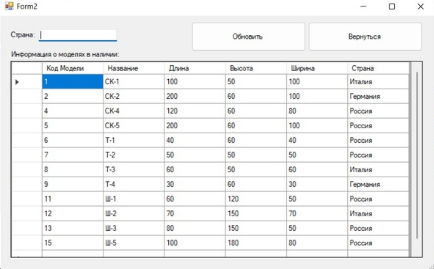 Form2
Страна: Обновить Вернуться
Информация о моделях в наличии:
Код Модели Название Длина Высота Ширина Страна
1 СК-1 100 50 100 Италия
2 СК-2 200 60 100 Германия
4 СК-4 120 60 80 Россия
5 СК-5 200 60 100 Россия
6 Т-1 40 60 40 Россия
7 Т-2 50 50 50 Россия
8 Т-3 60 50 60 Италия
9 Т-4 30 60 30 Германия
11 Ш-1 60 120 50 Россия
12 Ш-2 70 150 70 Италия
13 Ш-3 80 150 50 Россия
15 Ш-5 100 180 80 Россия